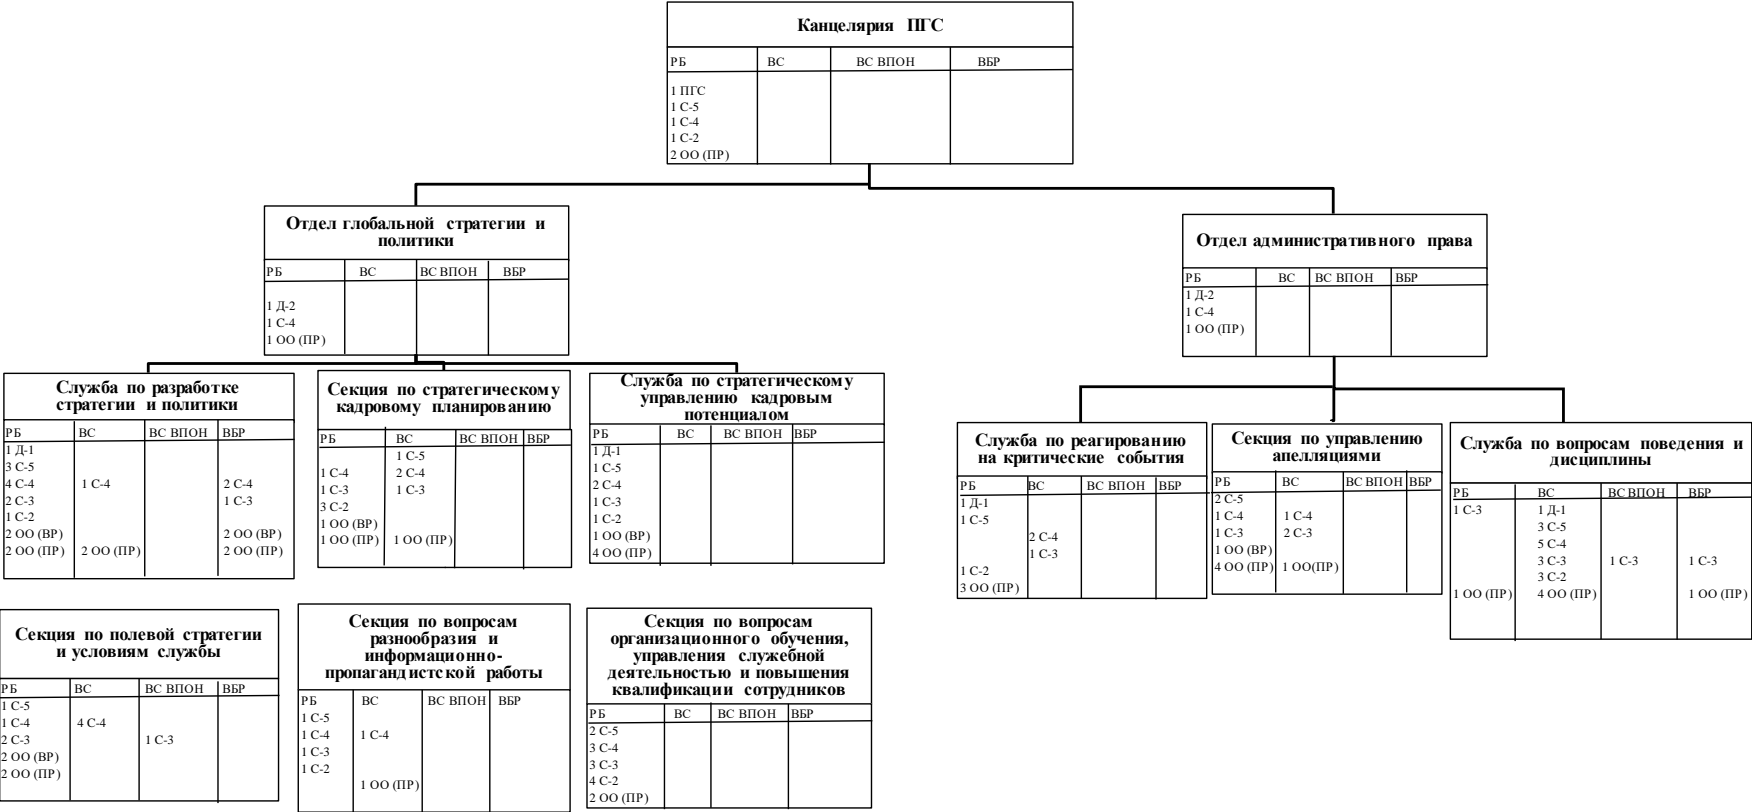 Канцелярия ПГС
РБ ВС ВС ВПОН ВБР
1 ПГС
1 С-5
1 С-4
1 С-2
2 ОО (ПР)
Отдел глобальной стратегии и
политики
РБ ВС ВС ВПОН ВБР
1 Д-2
1 С-4
1 ОО (ПР)
Отдел административного права
РБ ВС ВС ВПОН ВБР
1 Д-2
1 С-4
1 ОО (ПР)
Служба по разработке
стратегии и политики
РБ ВС ВС ВПОН ВБР
1 Д-1
3 С-5
4 С-4 1 С-4 2 С-4
2 С-3 1 С-3
1 С-2
2 ОО (ВР) 2 ОО (ВР)
2 ОО (ПР) 2 ОО (ПР) 2 ОО (ПР)
Секция по стратегическому
кадровому планированию
РБ ВС ВС ВПОН ВБР
1 С-5
1 С-4 2 С-4
1 С-3 1 С-3
3 С-2
1 ОО (ВР)
1 ОО (ПР) 1 ОО (ПР)
Служба по стратегическому
управлению кадровым
потенциалом
РБ ВС ВС ВПОН ВБР
1 Д-1
1 С-5
2 С-4
1 С-3
1 С-2
1 ОО (ВР)
4 ОО (ПР)
Служба по реагированию
на критические события
РБ ВС ВС ВПОН ВБР
1 Д-1
1 С-5
2 С-4
1 С-3
1 С-2
3 ОО (ПР)
Секция по управлению
апелляциями
РБ ВС ВС ВПОН ВБР
2 С-5
1 С-4 1 С-4
1 С-3 2 С-3
1 ОО (ВР)
4 ОО (ПР) 1 ОО(ПР)
Служба по вопросам поведения и
дисциплины
РБ ВС ВС ВПОН ВБР
1 С-3 1 Д-1
3 С-5
5 С-4
3 С-3 1 С-3 1 С-3
3 С-2
1 ОО (ПР) 4 ОО (ПР) 1 ОО (ПР)
Секция по полевой стратегии
и условиям службы
РБ ВС ВС ВПОН ВБР
1 С-5
1 С-4 4 С-4
2 С-3 1 С-3
2 ОО (ВР)
2 ОО (ПР)
Секция по вопросам
разнообразия и
информационно-
пропагандистской работы
РБ ВС ВС ВПОН ВБР
1 С-5
1 С-4 1 С-4
1 С-3
1 С-2
1 ОО (ПР)
Секция по вопросам
организационного обучения,
управления служебной
деятельностью и повышения
квалификации сотрудников
РБ ВС ВС ВПОН ВБР
2 С-5
3 С-4
3 С-3
4 С-2
2 ОО (ПР)